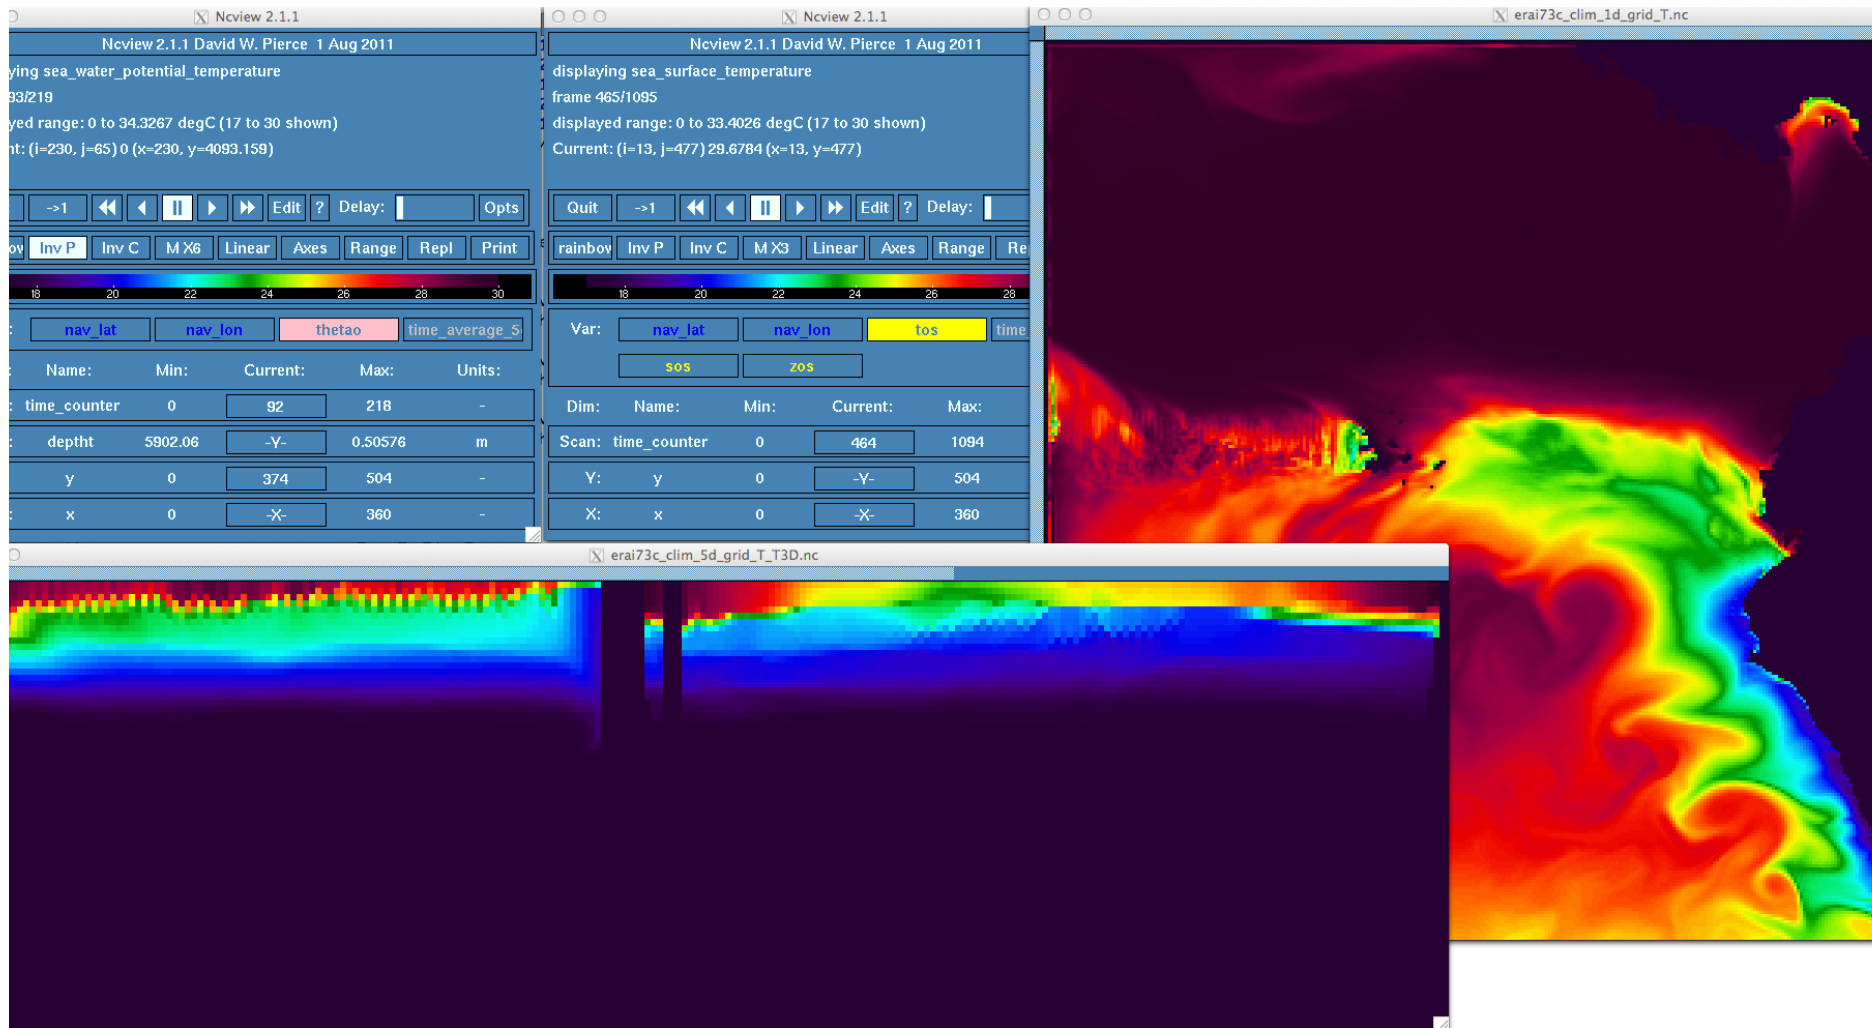 Ncview 2.1.1
Ncview 2.1.1 David W. Pierce 1 Aug 2011
ying sea_water_potential_temperature
93/219
yed range: 0 to 34.3267 degC (17 to 30 shown)
nt: (i=230, j=65) 0 (x=230, y=4093.159)
->1 Edit ? Delay: Opts
Inv P Inv C M X6 Linear Axes Range Repl Print
18 20 22 24 26 28 30
nav_lat nav_lon thetao time_average_5
Name: Min: Current: Max: Units:
time_counter 0 92 218 -
deptht 5902.06 -Y- 0.50576 m
y 0 374 504 -
x 0 -X- 360 -
Ncview 2.1.1
Ncview 2.1.1 David W. Pierce 1 Aug 2011
displaying sea_surface_temperature
frame 465/1095
displayed range: 0 to 33.4026 degC (17 to 30 shown)
Current: (i=13, j=477) 29.6784 (x=13, y=477)
Quit ->1 Edit ? Delay:
rainbow Inv P Inv C M X3 Linear Axes Range Re
18 20 22 24 26 28
Var: nav_lat nav_lon tos time
sos zos
Dim: Name: Min: Current: Max:
Scan: time_counter 0 464 1094
Y: y 0 -Y- 504
X: x 0 -X- 360
erai73c_clim_1d_grid_T.nc
erai73c_clim_5d_grid_T_T3D.nc